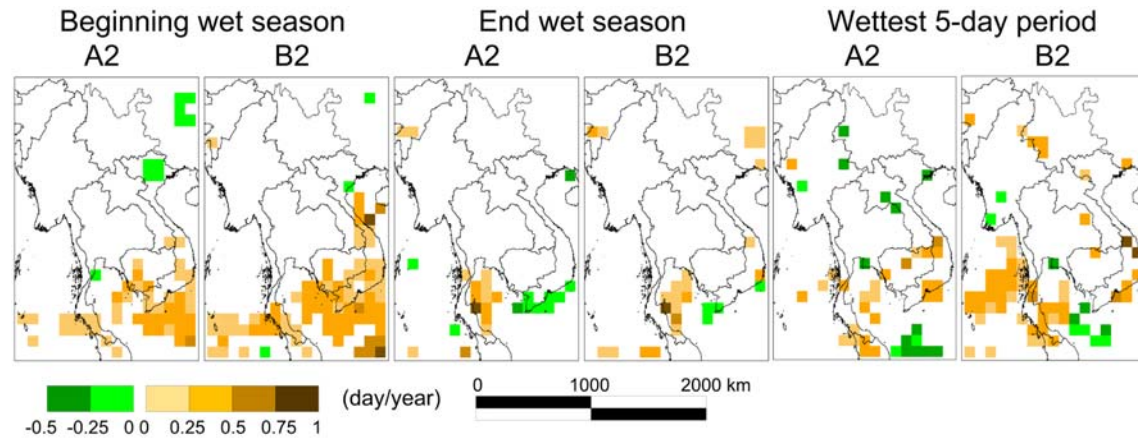 Beginning wet season End wet season Wettest 5-day period
A2 B2 A2 B2 A2 B2
0 1000 2000 km
(day/year)
-0.5 -0.25 0 0 0.25 0.5 0.75 1